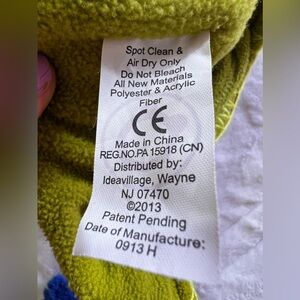 Spot Clean &
Air Dry Only
Do Not Bleach
All New Materials
Polyester & Acrylic
Fiber
CE
Made in China
REG.NO.PA 15918 (CN)
Distributed by:
Ideavillage, Wayne
NJ 07470
©2013
Patent Pending
Date of Manufacture:
0913 H